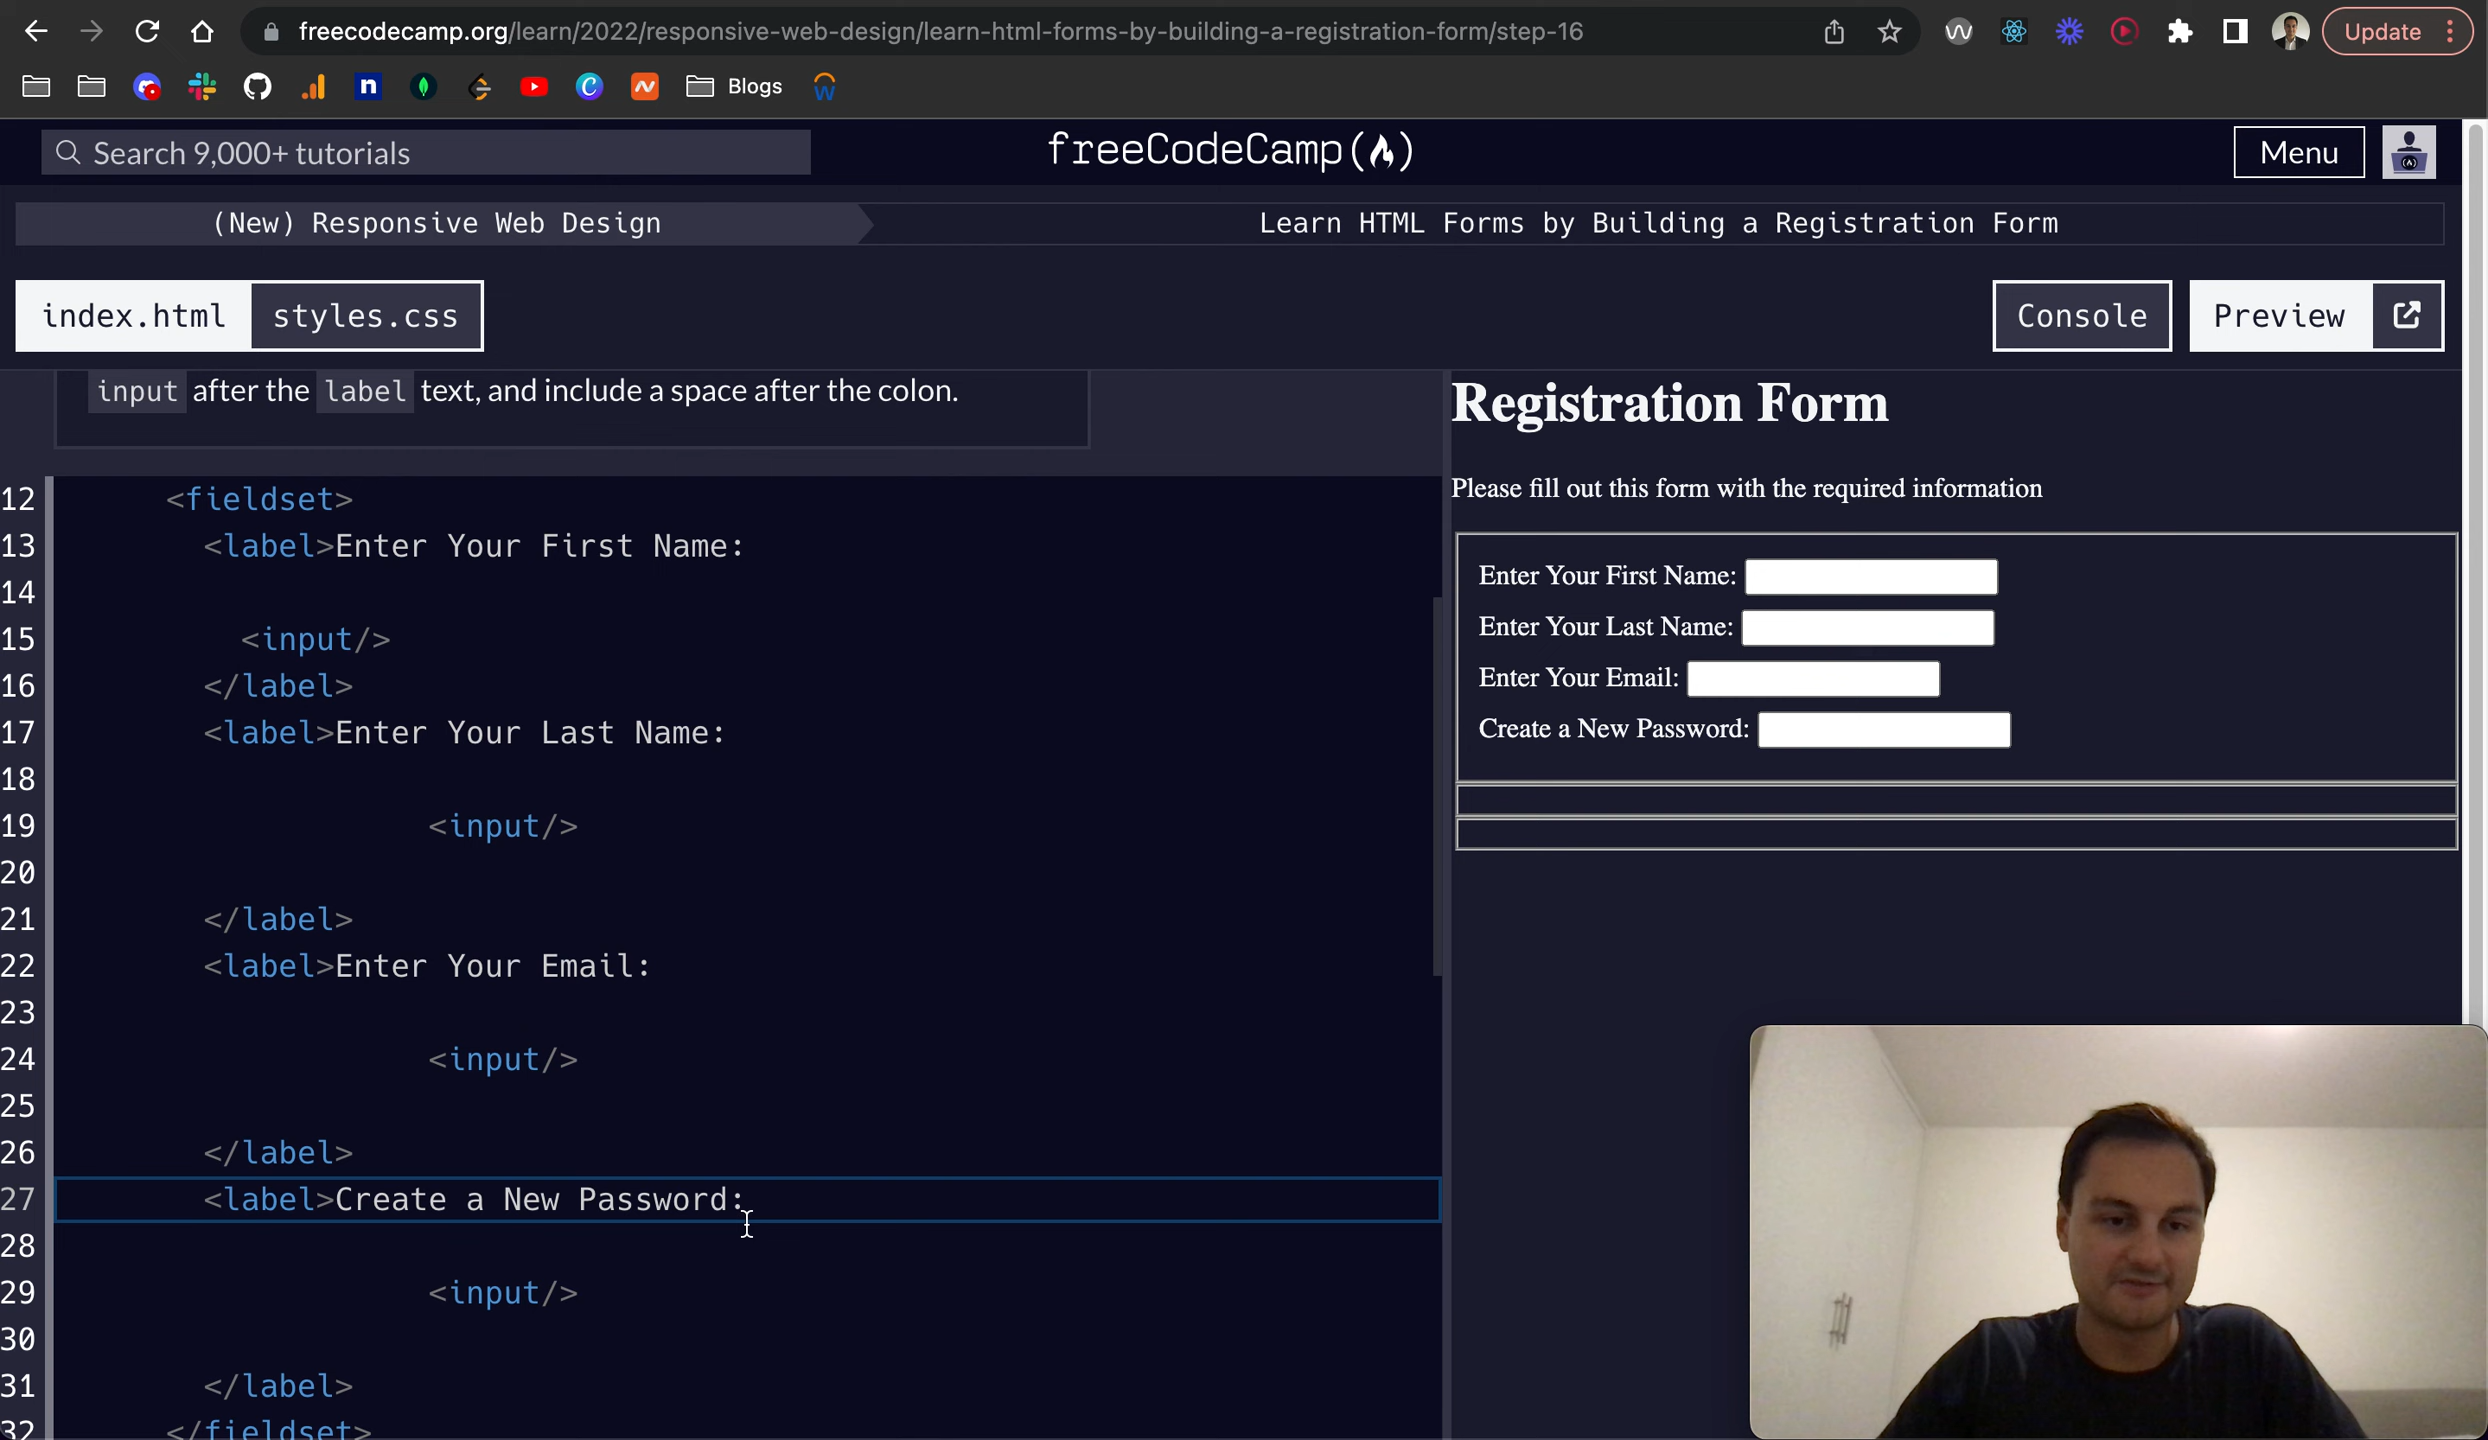 freecodecamp.org/learn/2022/responsive-web-design/learn-html-forms-by-building-a-registration-form/step-16
Update
Blogs
Search 9,000+ tutorials
freeCodeCamp(🔥)
Menu
(New) Responsive Web Design
Learn HTML Forms by Building a Registration Form
index.html
styles.css
Console
Preview
input after the label text, and include a space after the colon.
12 <fieldset>
13 <label>Enter Your First Name:
14
15 <input/>
16 </label>
17 <label>Enter Your Last Name:
18
19 <input/>
20
21 </label>
22 <label>Enter Your Email:
23
24 <input/>
25
26 </label>
27 <label>Create a New Password:
28
29 <input/>
30
31 </label>
32 </fieldset>
Registration Form
Please fill out this form with the required information
Enter Your First Name:
Enter Your Last Name:
Enter Your Email:
Create a New Password: